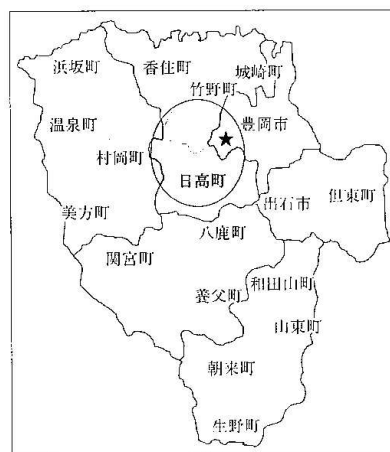 浜坂町
香住町
城崎町
竹野町
温泉町
豊岡市
村岡町
日高町
但東町
出石市
美方町
八鹿町
関宮町
和田山町
養父町
山東町
朝来町
生野町